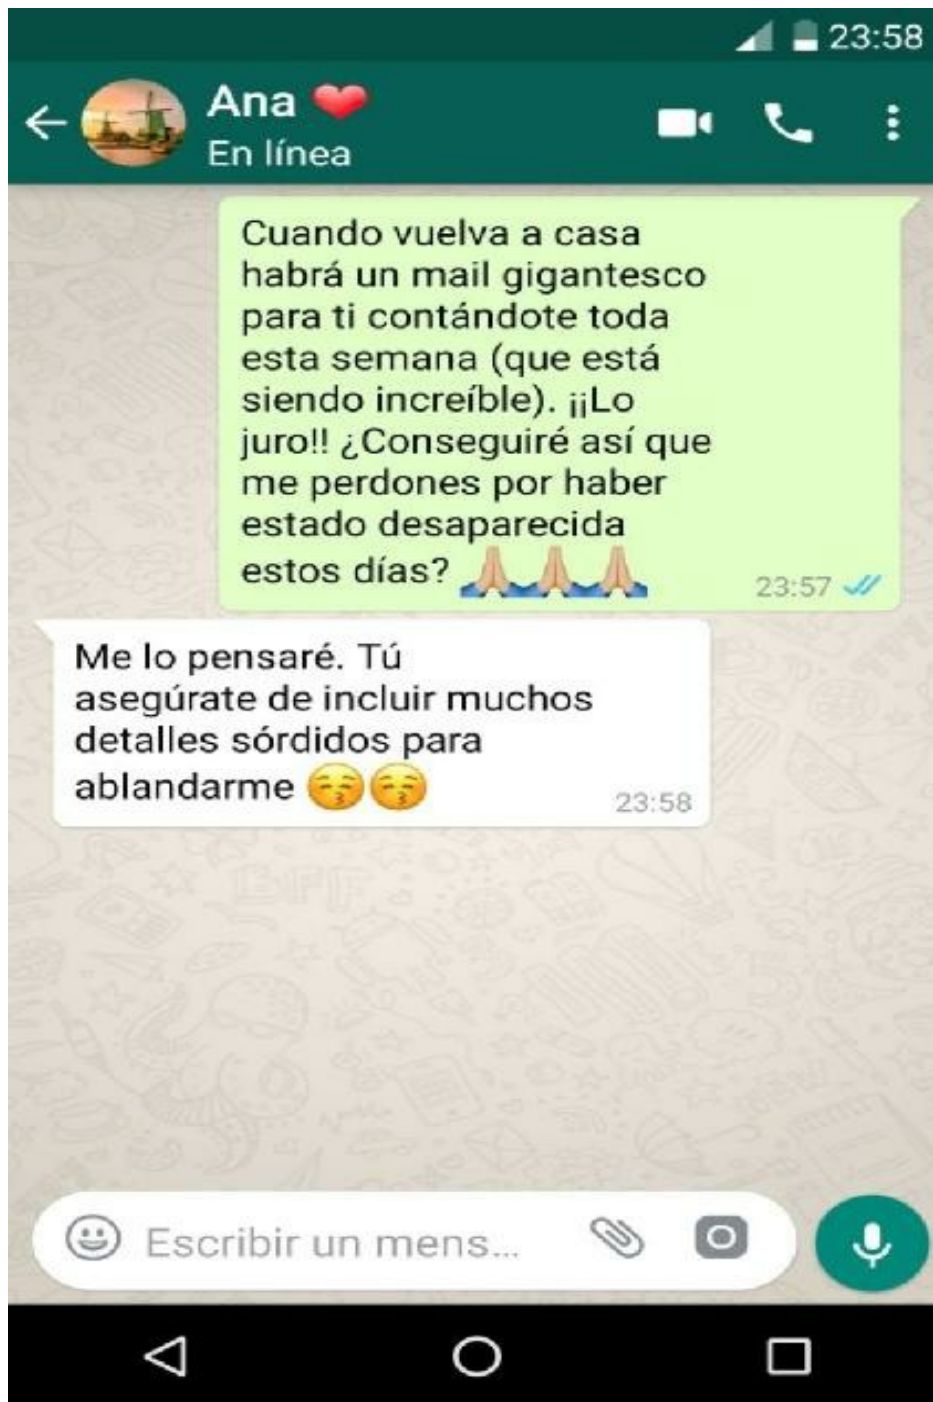 23:58
Ana ❤
En línea
Cuando vuelva a casa
habrá un mail gigantesco
para ti contándote toda
esta semana (que está
siendo increíble). ¡¡Lo
juro!! ¿Conseguiré así que
me perdones por haber
estado desaparecida
estos días? 🙏🏼🙏🏼🙏🏼
23:57
Me lo pensaré. Tú
asegúrate de incluir muchos
detalles sórdidos para
ablandarme 😚😚
23:58
BFF
Escribir un mens...